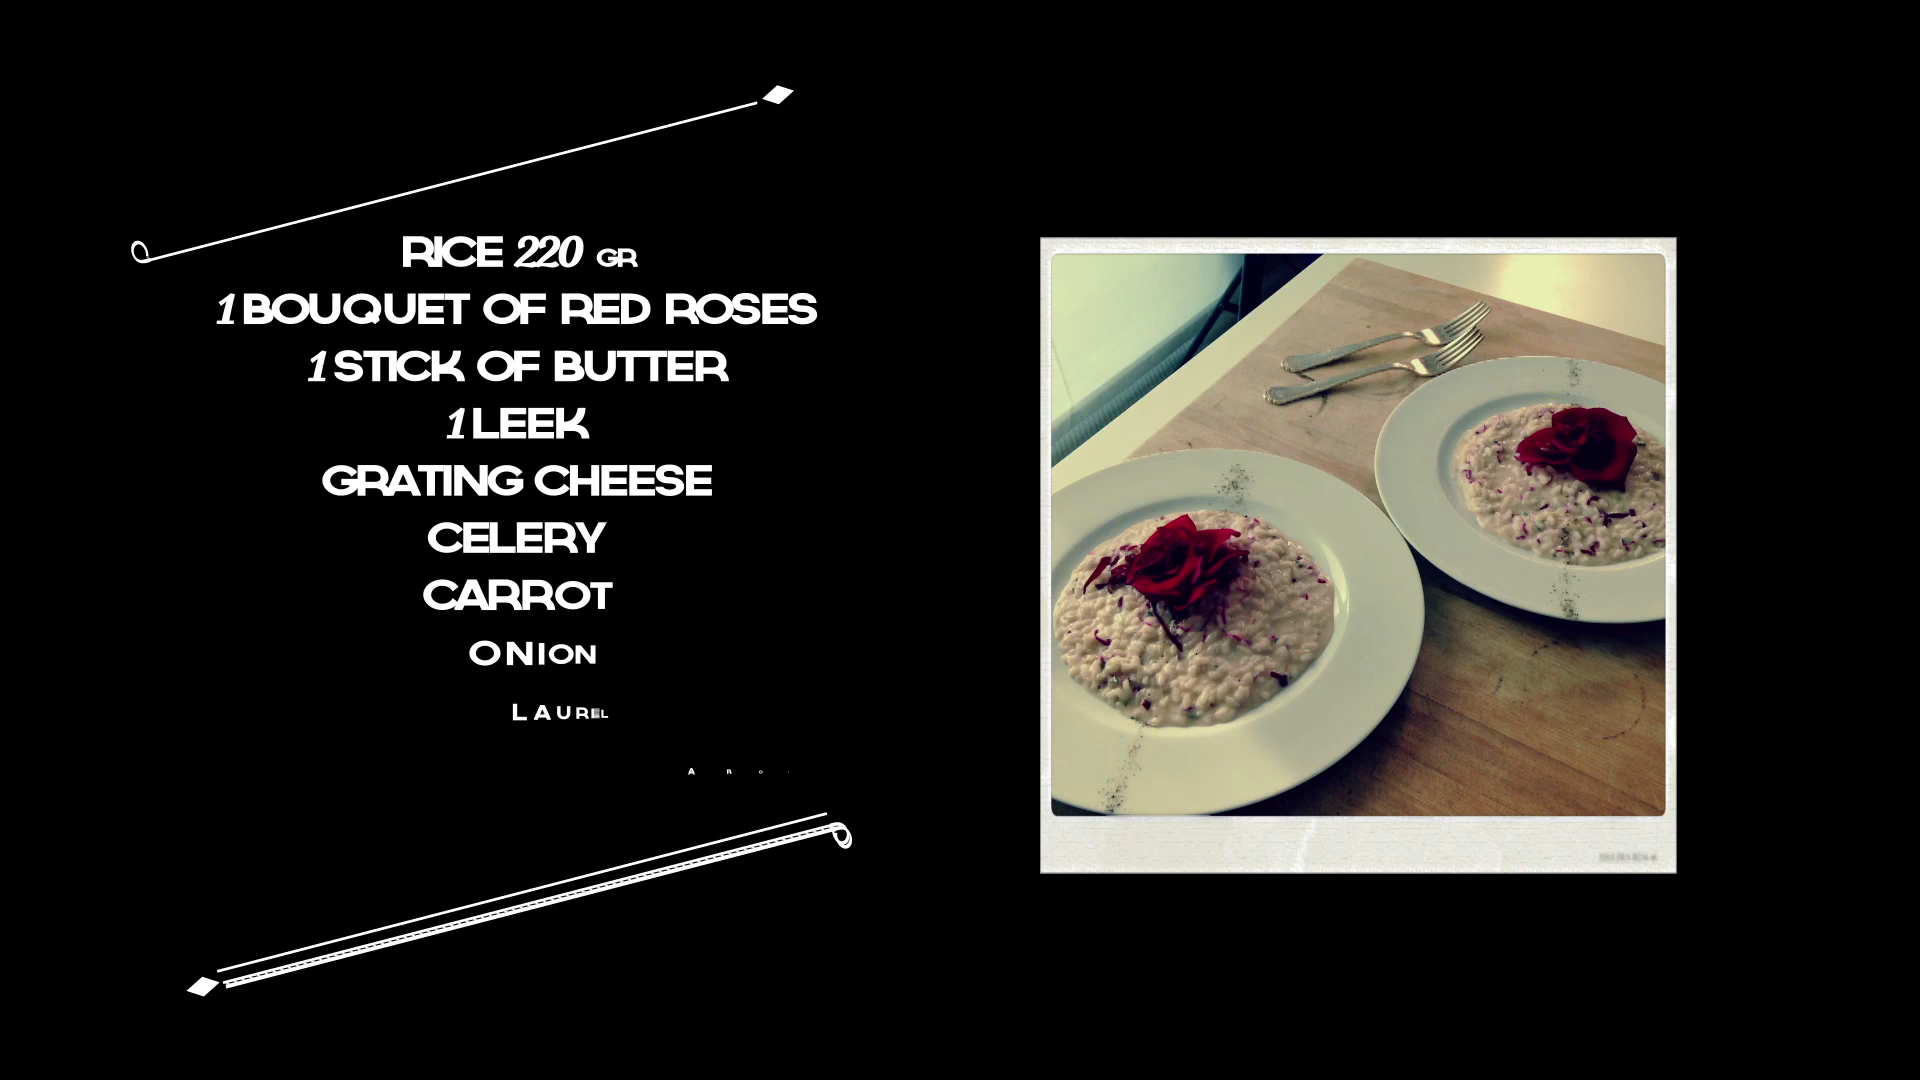 RICE 220 GR
1 BOUQUET OF RED ROSES
1 STICK OF BUTTER
1 LEEK
GRATING CHEESE
CELERY
CARROT
ONION
LAUREL